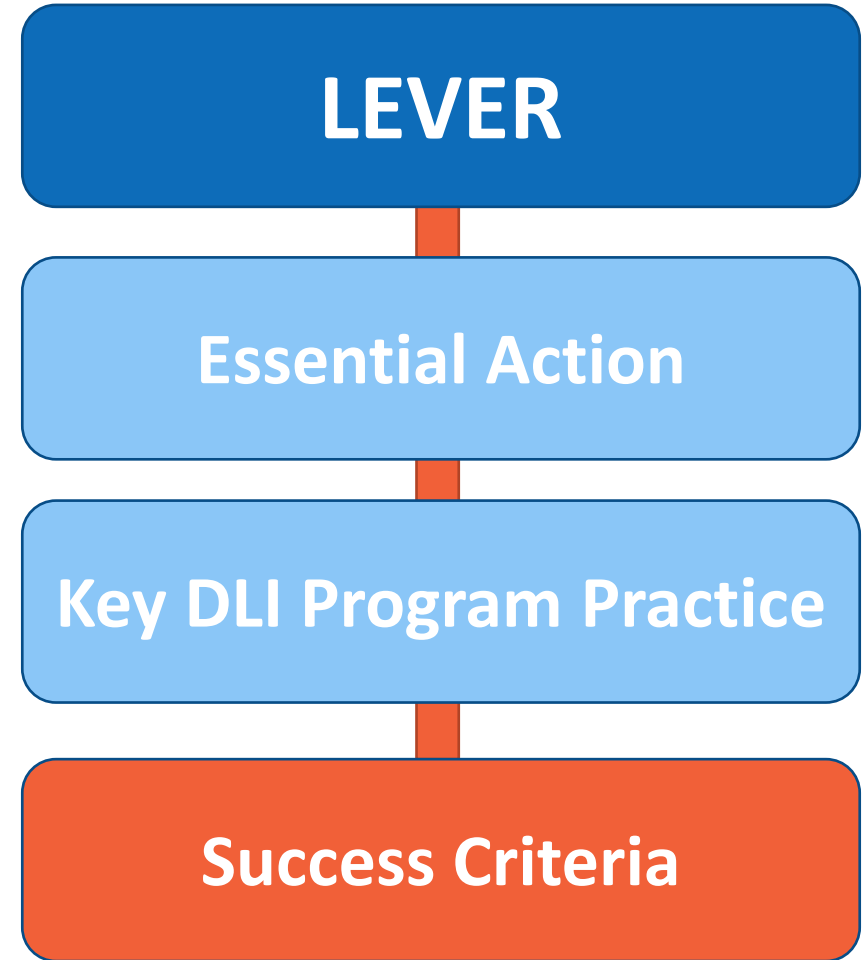 LEVER
Essential Action
Key DLI Program Practice
Success Criteria